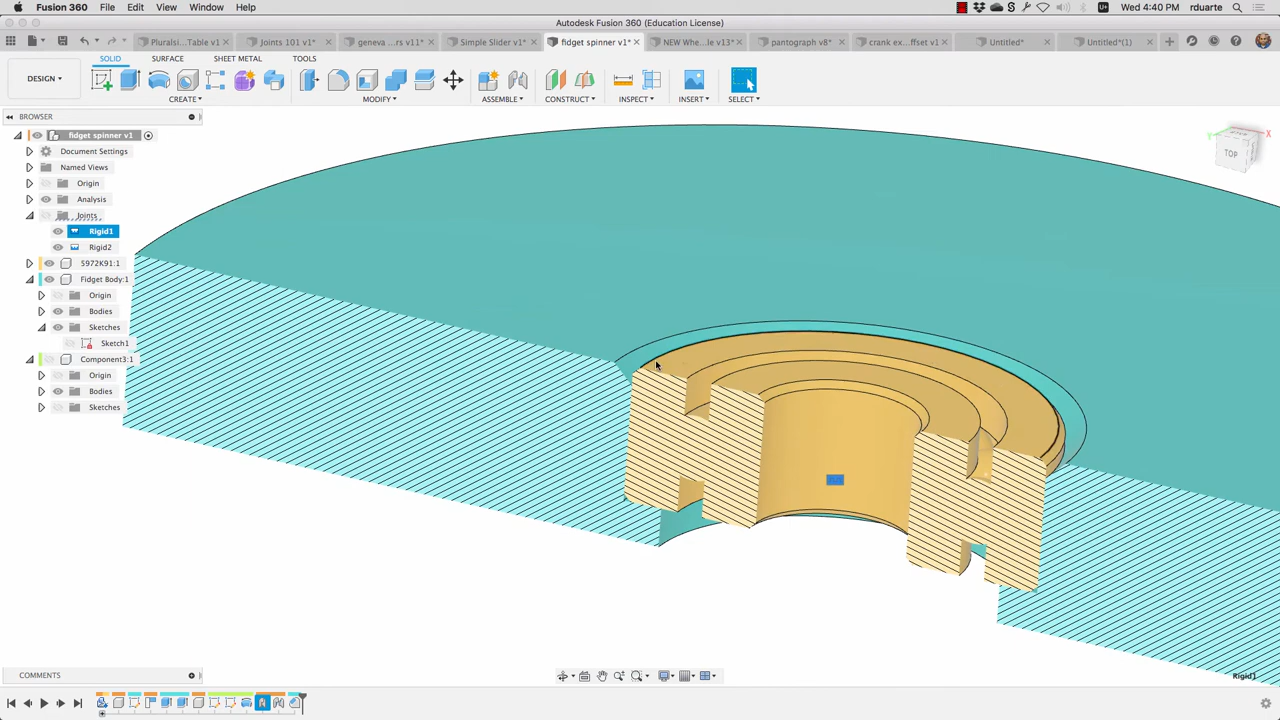 Fusion 360 File Edit View Window Help
Wed 4:40 PM rduarte
Autodesk Fusion 360 (Education License)
Pluralsi...Table v1
Joints 101 v1*
geneva ...rs v11*
Simple Slider v1*
fidget spinner v1*
NEW Whe...le v13*
pantograph v8*
crank ex...ffset v1
Untitled*
Untitled*(1)
SOLID SURFACE SHEET METAL TOOLS
DESIGN
CREATE MODIFY ASSEMBLE CONSTRUCT INSPECT INSERT SELECT
BROWSER
fidget spinner v1
Document Settings
Named Views
Origin
Analysis
Joints
Rigid1
Rigid2
5972K91:1
Fidget Body:1
Origin
Bodies
Sketches
Sketch1
Component3:1
Origin
Bodies
Sketches
TOP
X
Y
COMMENTS
Rigid1